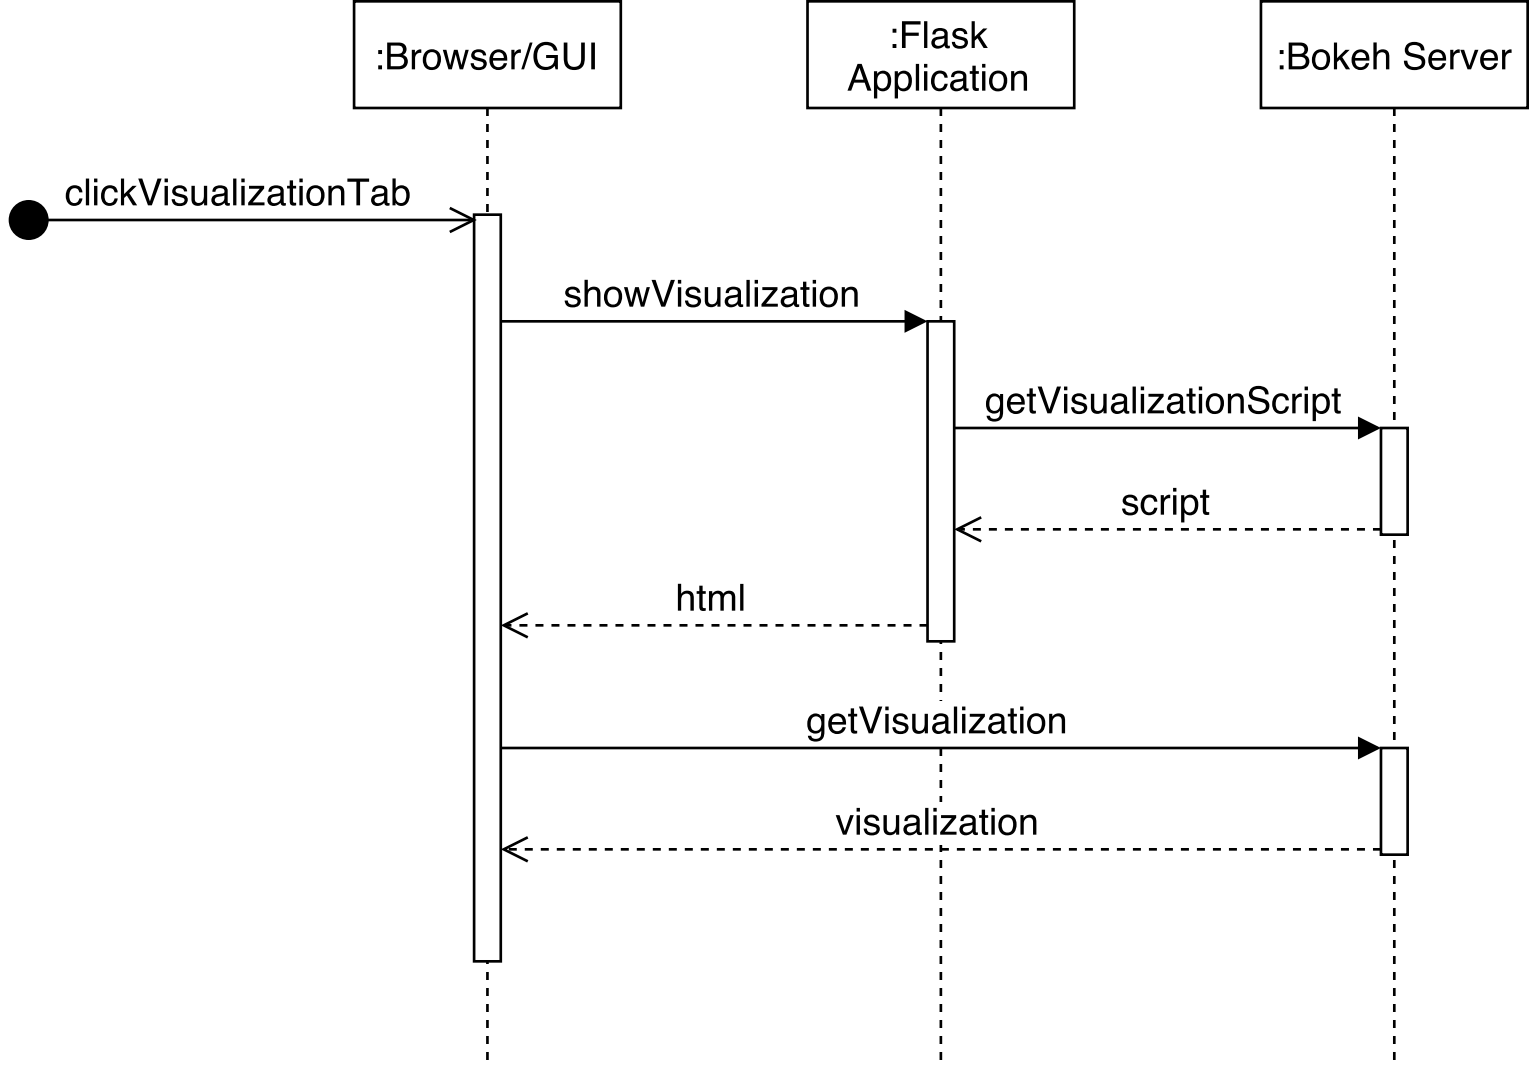 :Browser/GUI
:Flask
Application
:Bokeh Server
clickVisualizationTab
showVisualization
getVisualizationScript
script
html
getVisualization
visualization